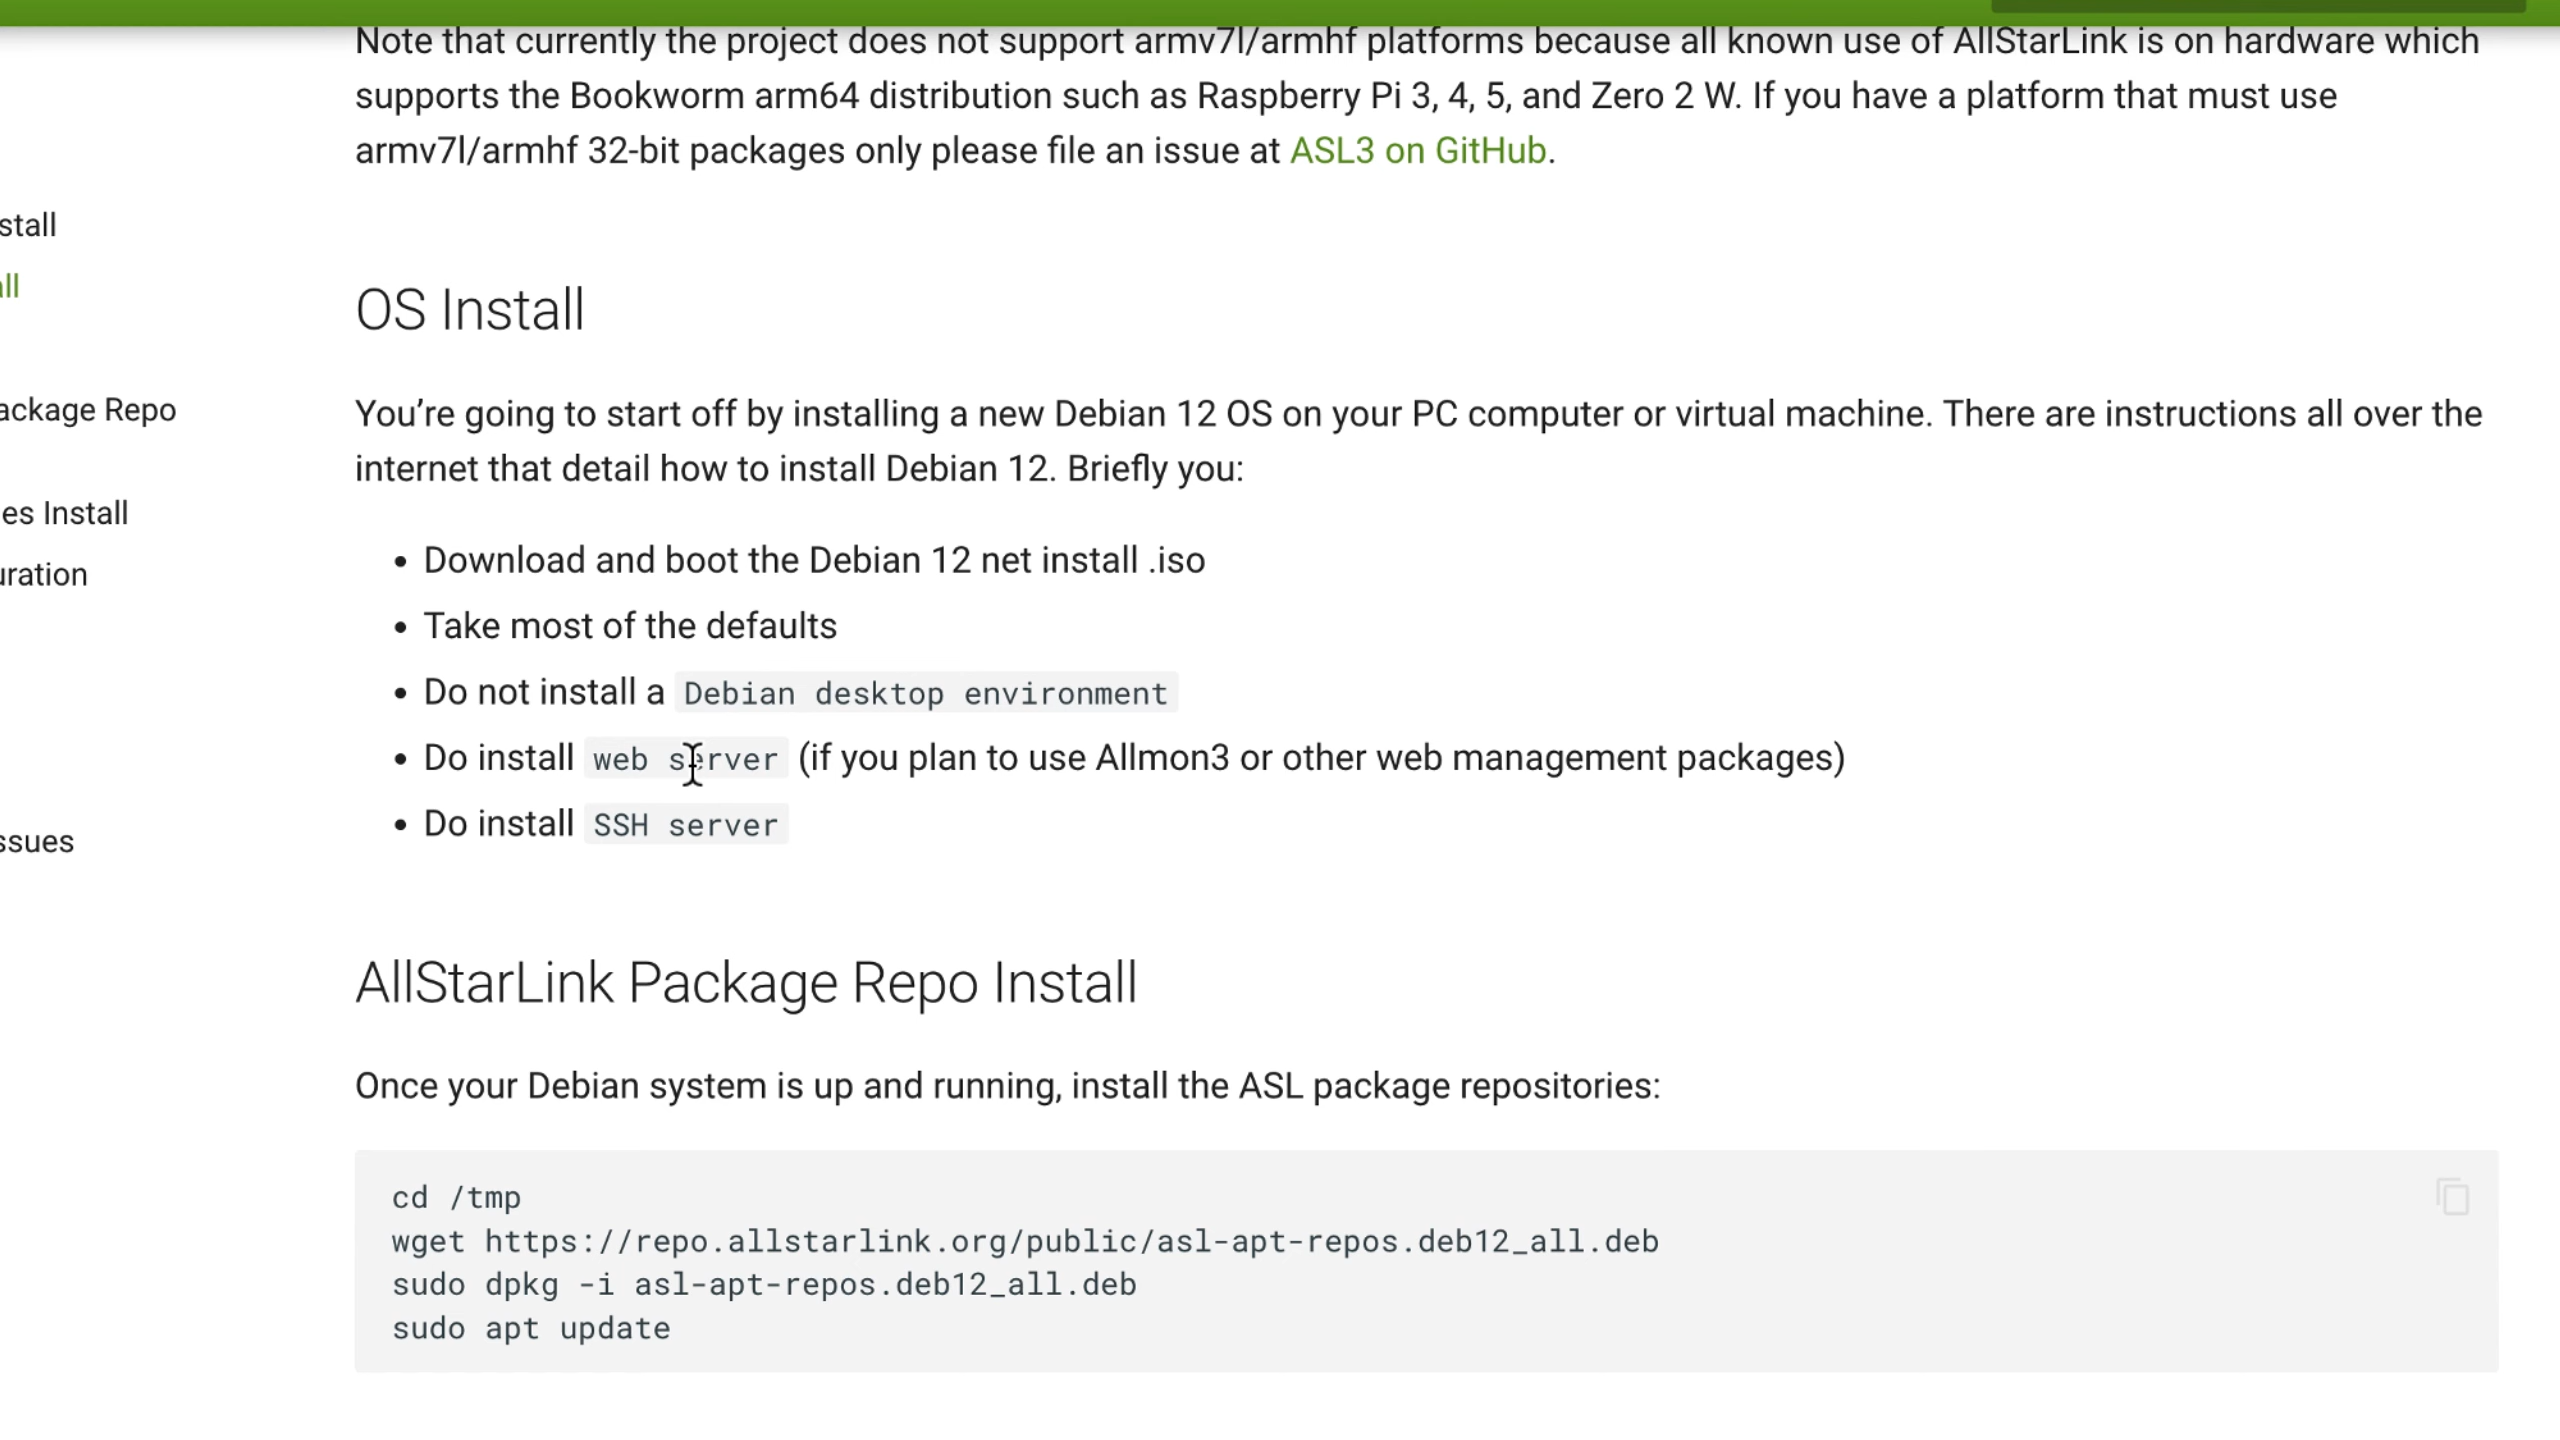 Note that currently the project does not support armv7l/armhf platforms because all known use of AllStarLink is on hardware which
supports the Bookworm arm64 distribution such as Raspberry Pi 3, 4, 5, and Zero 2 W. If you have a platform that must use
armv7l/armhf 32-bit packages only please file an issue at ASL3 on GitHub.
stall
all
ackage Repo
es Install
uration
ssues
OS Install
You’re going to start off by installing a new Debian 12 OS on your PC computer or virtual machine. There are instructions all over the
internet that detail how to install Debian 12. Briefly you:
• Download and boot the Debian 12 net install .iso
• Take most of the defaults
• Do not install a Debian desktop environment
• Do install web server (if you plan to use Allmon3 or other web management packages)
• Do install SSH server
AllStarLink Package Repo Install
Once your Debian system is up and running, install the ASL package repositories:
cd /tmp
wget https://repo.allstarlink.org/public/asl-apt-repos.deb12_all.deb
sudo dpkg -i asl-apt-repos.deb12_all.deb
sudo apt update